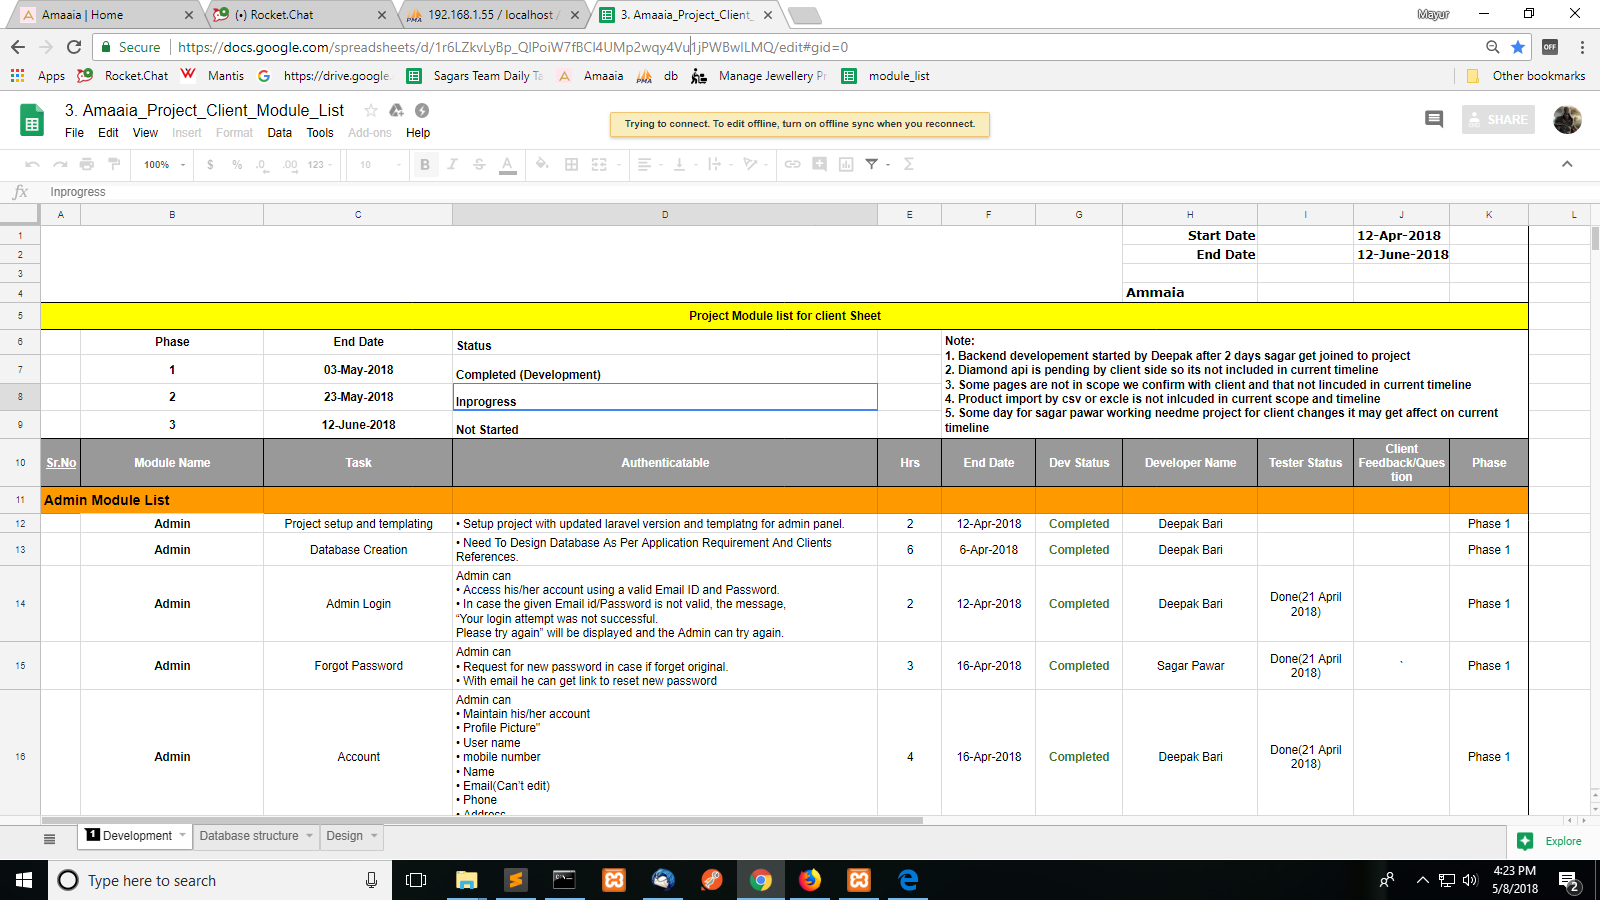 Amaaia | Home
(•) Rocket.Chat
192.168.1.55 / localhost /
3. Amaaia_Project_Client_
Mayur
Secure | https://docs.google.com/spreadsheets/d/1r6LZkvLyBp_QIPoiW7fBCl4UMp2wqy4Vu1jPWBwILMQ/edit#gid=0
OFF
Apps Rocket.Chat Mantis https://drive.google. Sagars Team Daily Ta Amaaia db Manage Jewellery Pr module_list Other bookmarks
3. Amaaia_Project_Client_Module_List
File Edit View Insert Format Data Tools Add-ons Help
Trying to connect. To edit offline, turn on offline sync when you reconnect.
SHARE
100% $ % .0 .00 123 10 B I S A Σ
fx Inprogress
A B C D E F G H I J K L
1 Start Date 12-Apr-2018
2 End Date 12-June-2018
3
4 Ammaia
5 Project Module list for client Sheet
6 Phase End Date Status
7 1 03-May-2018 Completed (Development)
8 2 23-May-2018 Inprogress
9 3 12-June-2018 Not Started
Note:
1. Backend developement started by Deepak after 2 days sagar get joined to project
2. Diamond api is pending by client side so its not included in current timeline
3. Some pages are not in scope we confirm with client and that not lincuded in current timeline
4. Product import by csv or excle is not inlcuded in current scope and timeline
5. Some day for sagar pawar working needme project for client changes it may get affect on current
timeline
10 Sr.No Module Name Task Authenticatable Hrs End Date Dev Status Developer Name Tester Status Client Feedback/Ques tion Phase
11 Admin Module List
12 Admin Project setup and templating • Setup project with updated laravel version and templatng for admin panel. 2 12-Apr-2018 Completed Deepak Bari Phase 1
13 Admin Database Creation • Need To Design Database As Per Application Requirement And Clients
References. 6 6-Apr-2018 Completed Deepak Bari Phase 1
14 Admin Admin Login Admin can
• Access his/her account using a valid Email ID and Password.
• In case the given Email id/Password is not valid, the message,
“Your login attempt was not successful.
Please try again” will be displayed and the Admin can try again.
2 12-Apr-2018 Completed Deepak Bari Done(21 April 2018) Phase 1
15 Admin Forgot Password Admin can
• Request for new password in case if forget original.
• With email he can get link to reset new password
3 16-Apr-2018 Completed Sagar Pawar Done(21 April 2018) ` Phase 1
16 Admin Account Admin can
• Maintain his/her account
• Profile Picture"
• User name
• mobile number
• Name
• Email(Can't edit)
• Phone
• Address
4 16-Apr-2018 Completed Deepak Bari Done(21 April 2018) Phase 1
1 Development Database structure Design Explore
Type here to search
4:23 PM
5/8/2018
2